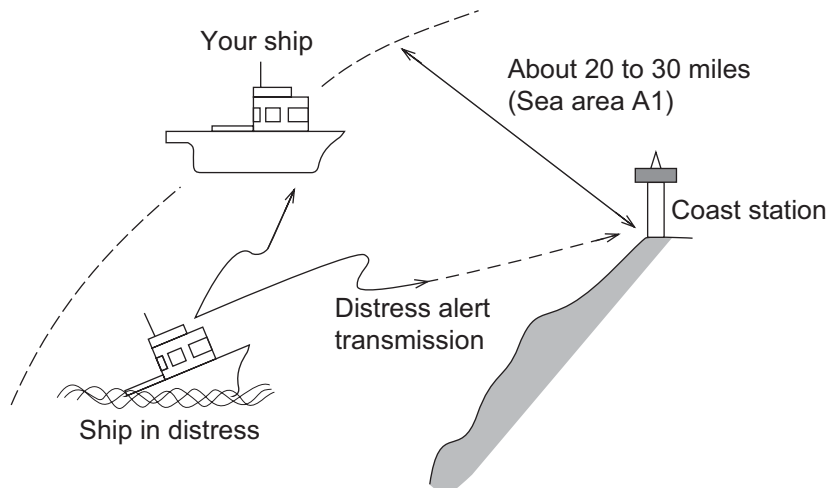 Your ship
About 20 to 30 miles
(Sea area A1)
Coast station
Distress alert
transmission
Ship in distress